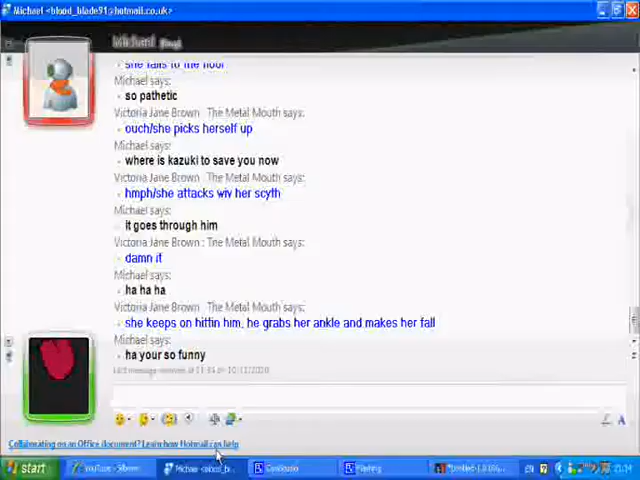 Michael <blood_blade91@hotmail.co.uk>
Michael
she falls to the floor
Michael says:
so pathetic
Victoria Jane Brown : The Metal Mouth says:
ouch/she picks herself up
Michael says:
where is kazuki to save you now
Victoria Jane Brown : The Metal Mouth says:
hmph/she attacks wiv her scyth
Michael says:
it goes through him
Victoria Jane Brown : The Metal Mouth says:
damn it
Michael says:
ha ha ha
Victoria Jane Brown : The Metal Mouth says:
she keeps on hittin him, he grabs her ankle and makes her fall
Michael says:
ha your so funny
Last message received at
Collaborating on an Office document? Learn how Hotmail can help
start
CamStudio